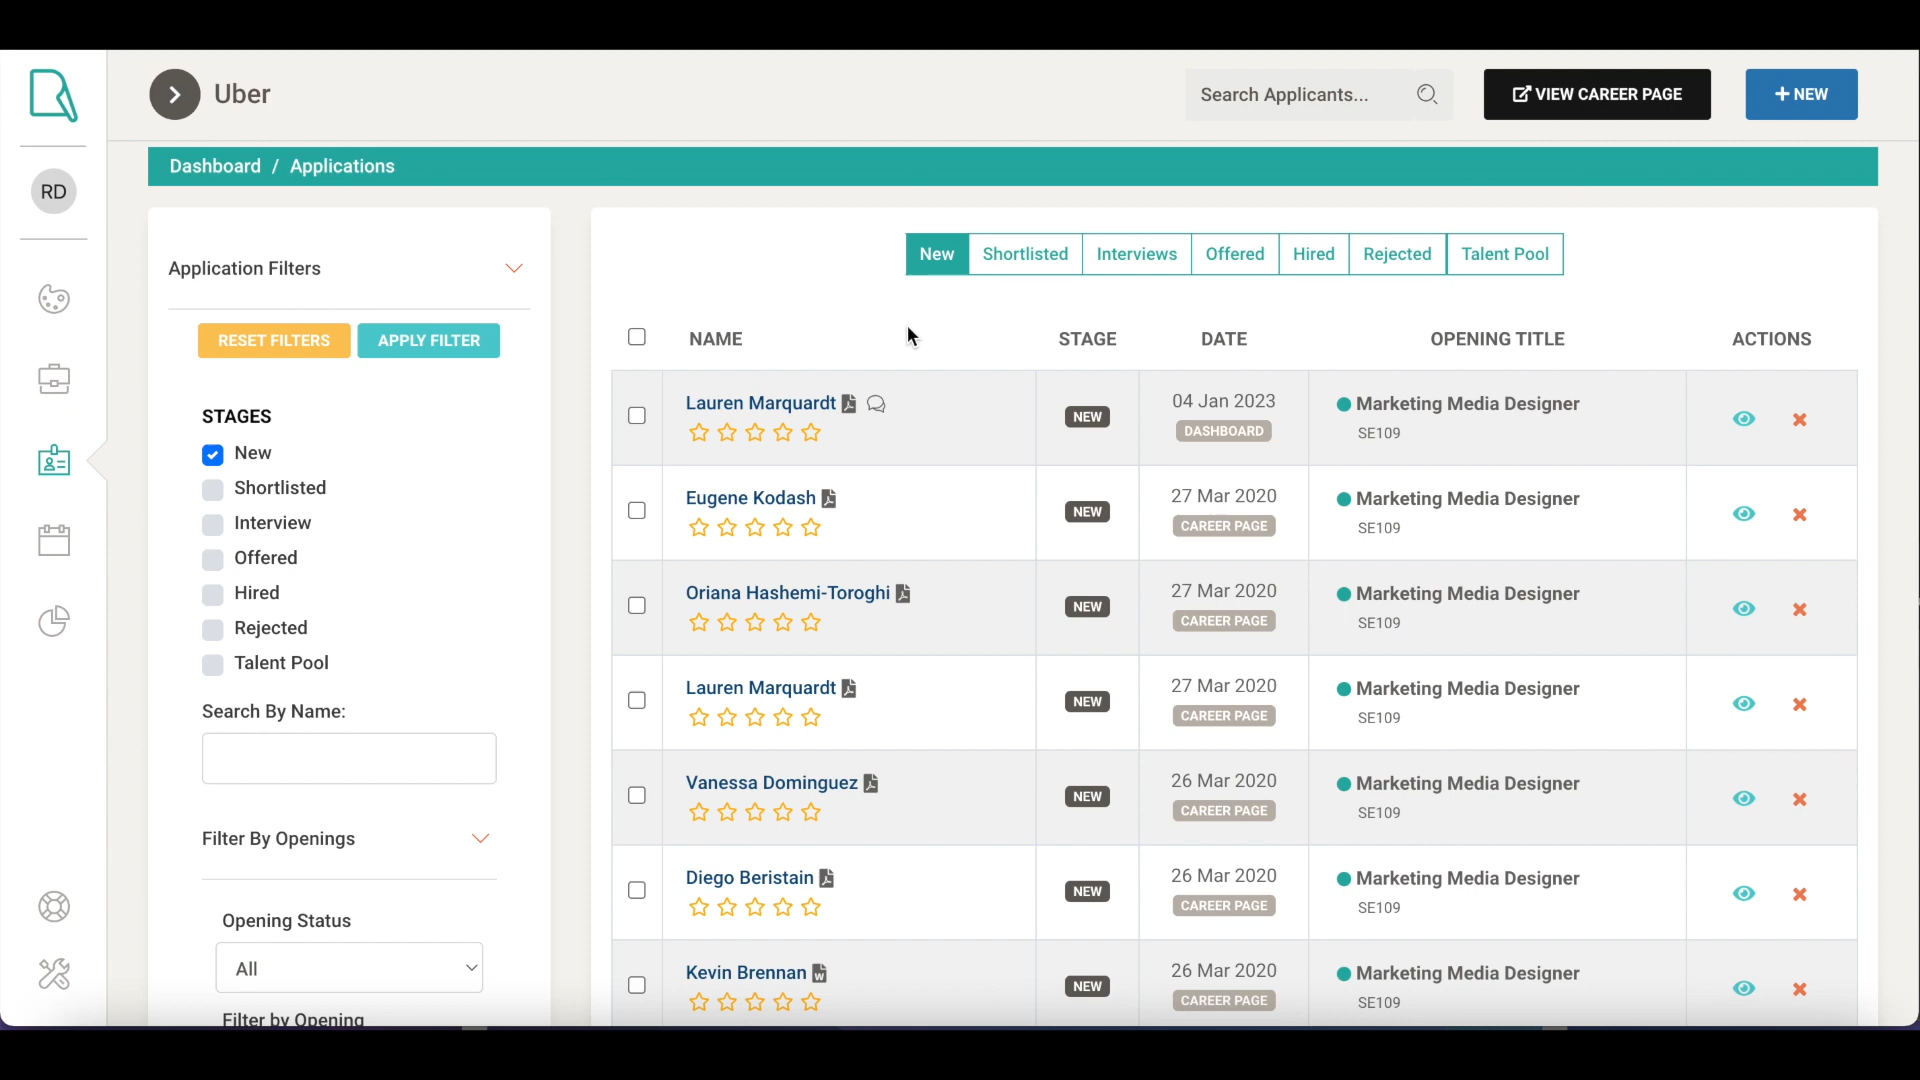 Uber
Search Applicants...
VIEW CAREER PAGE
+ NEW
RD
Dashboard / Applications
Application Filters
RESET FILTERS
APPLY FILTER
STAGES
New
Shortlisted
Interview
Offered
Hired
Rejected
Talent Pool
Search By Name:
Filter By Openings
Opening Status
All
Filter by Opening
New
Shortlisted
Interviews
Offered
Hired
Rejected
Talent Pool
NAME STAGE DATE OPENING TITLE ACTIONS
Lauren Marquardt
NEW
04 Jan 2023
DASHBOARD
Marketing Media Designer
SE109
Eugene Kodash
NEW
27 Mar 2020
CAREER PAGE
Marketing Media Designer
SE109
Oriana Hashemi-Toroghi
NEW
27 Mar 2020
CAREER PAGE
Marketing Media Designer
SE109
Lauren Marquardt
NEW
27 Mar 2020
CAREER PAGE
Marketing Media Designer
SE109
Vanessa Dominguez
NEW
26 Mar 2020
CAREER PAGE
Marketing Media Designer
SE109
Diego Beristain
NEW
26 Mar 2020
CAREER PAGE
Marketing Media Designer
SE109
Kevin Brennan
NEW
26 Mar 2020
CAREER PAGE
Marketing Media Designer
SE109